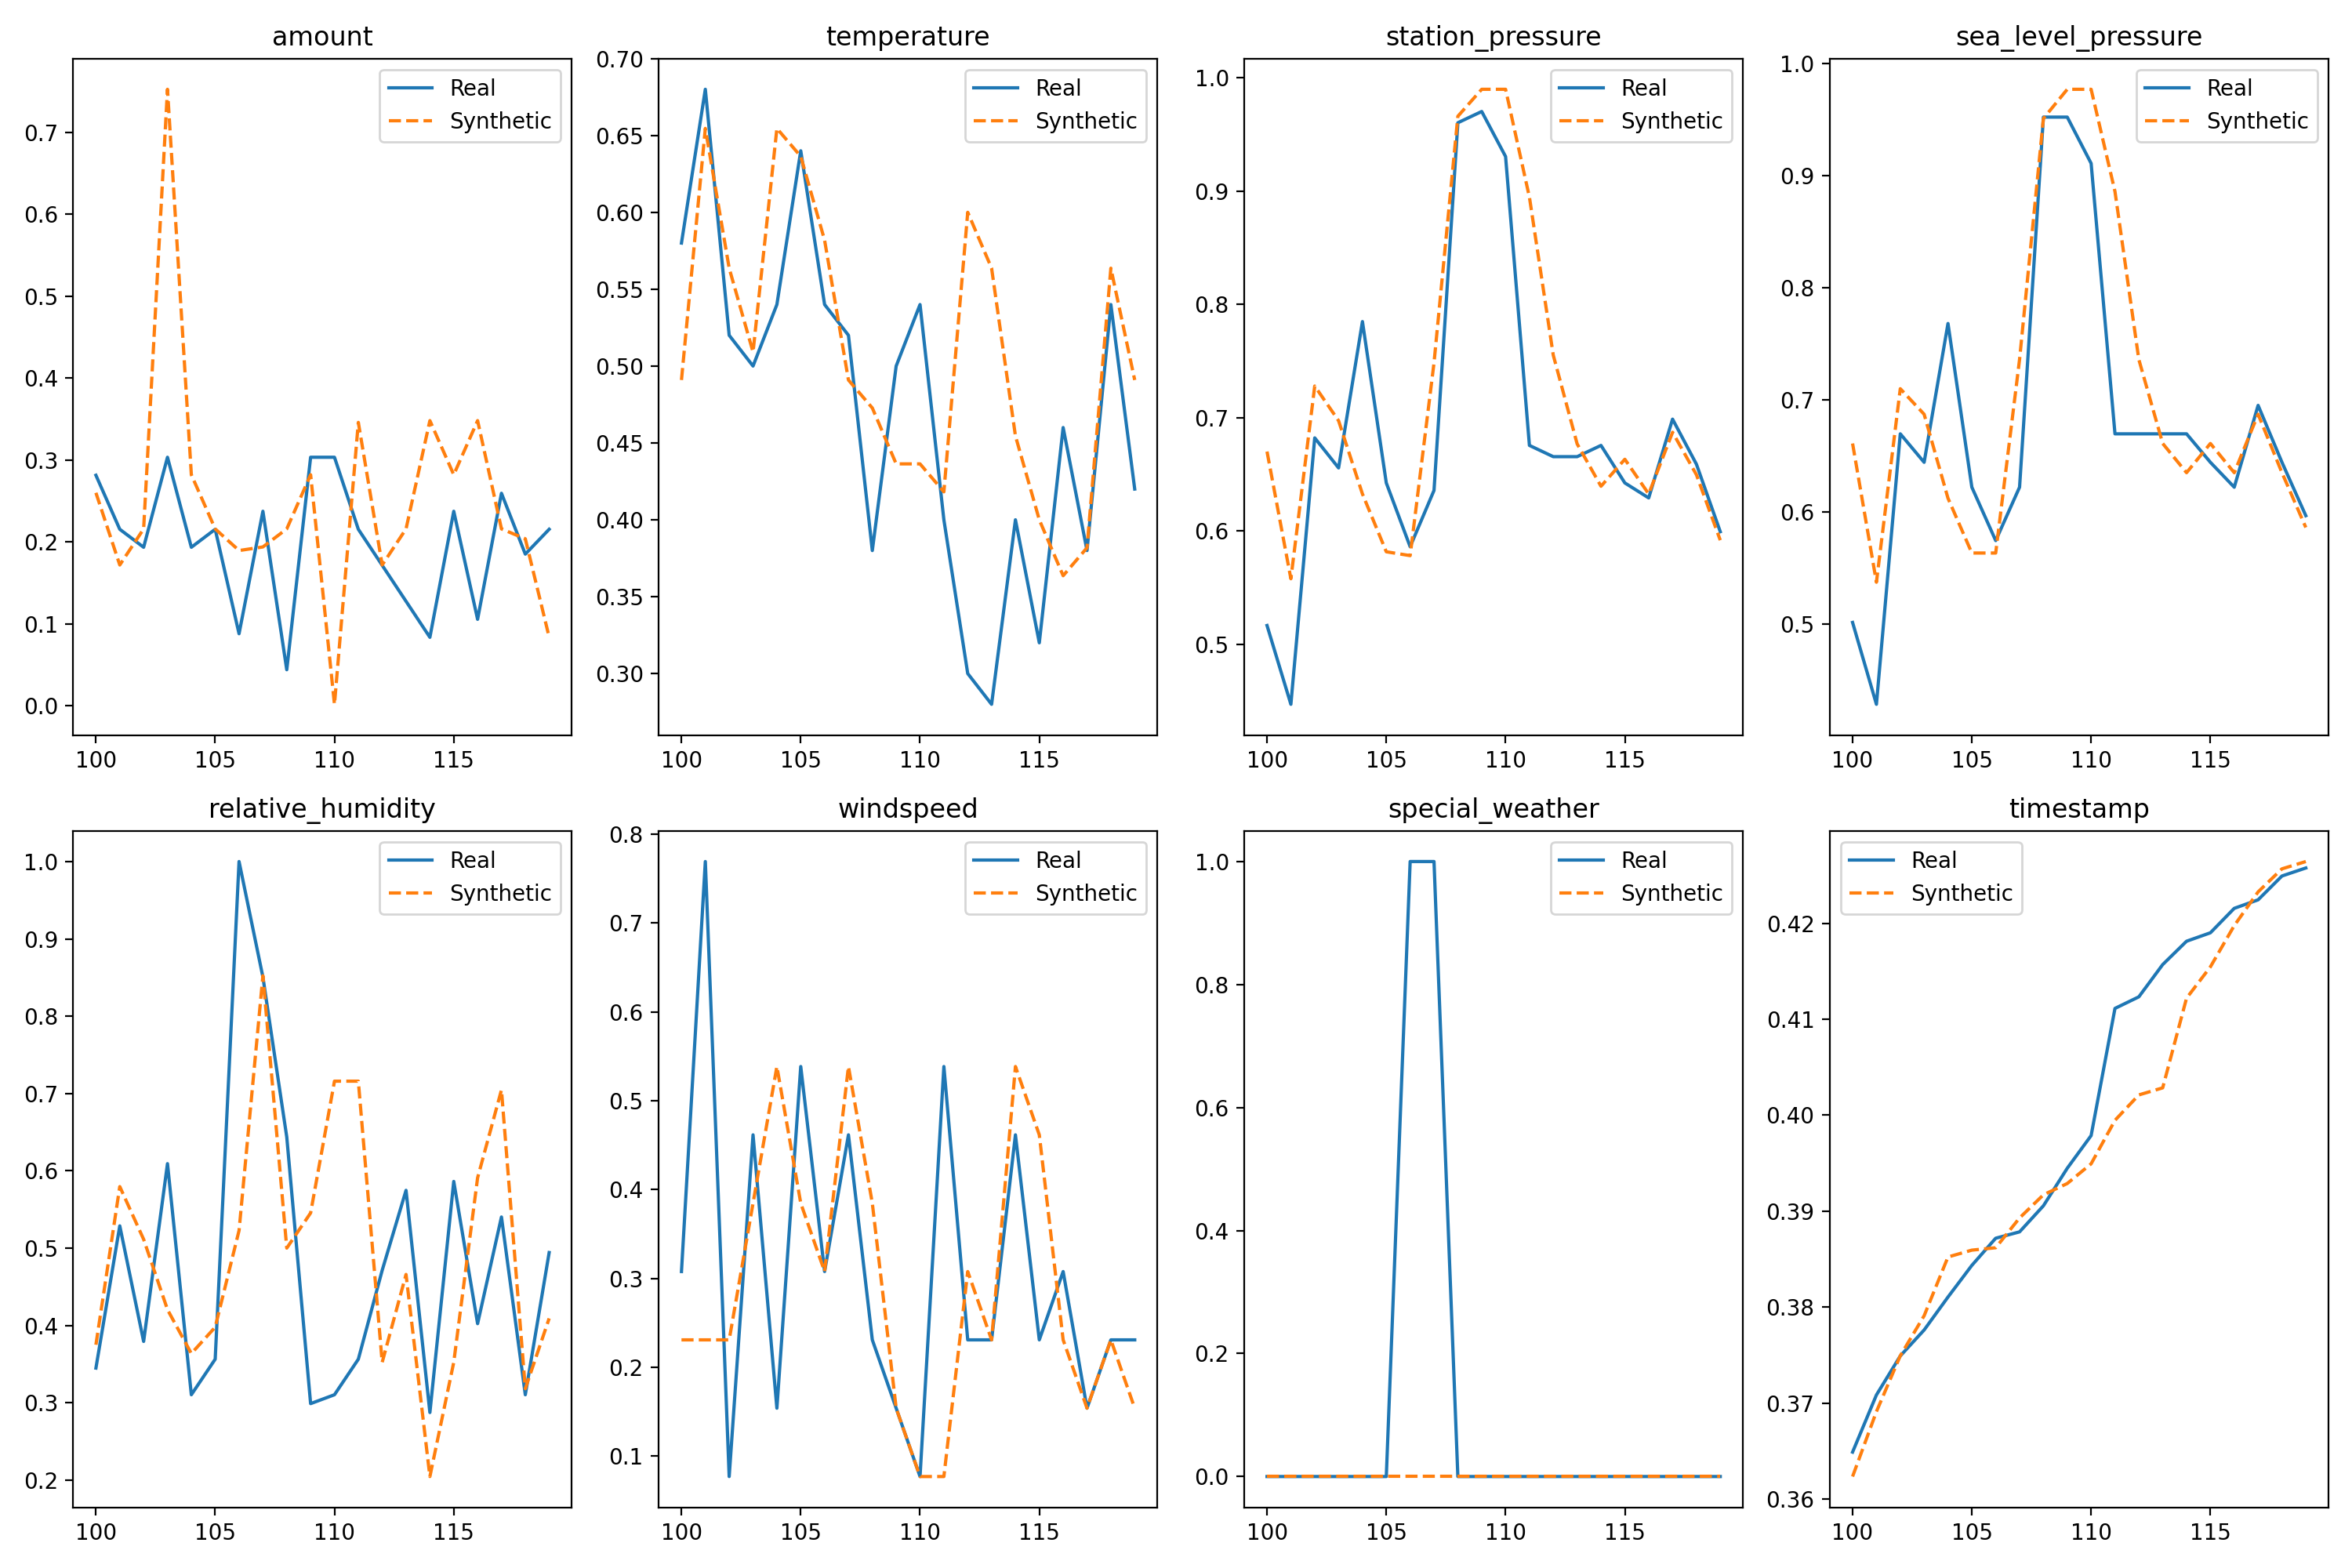 amount
0.7
0.6
0.5
0.4
0.3
0.2
0.1
0.0
100 105 110 115
Real
Synthetic
temperature
0.70
0.65
0.60
0.55
0.50
0.45
0.40
0.35
0.30
100 105 110 115
Real
Synthetic
station_pressure
1.0
0.9
0.8
0.7
0.6
0.5
100 105 110 115
Real
Synthetic
sea_level_pressure
1.0
0.9
0.8
0.7
0.6
0.5
100 105 110 115
Real
Synthetic
relative_humidity
1.0
0.9
0.8
0.7
0.6
0.5
0.4
0.3
0.2
100 105 110 115
Real
Synthetic
windspeed
0.8
0.7
0.6
0.5
0.4
0.3
0.2
0.1
100 105 110 115
Real
Synthetic
special_weather
1.0
0.8
0.6
0.4
0.2
0.0
100 105 110 115
Real
Synthetic
timestamp
0.42
0.41
0.40
0.39
0.38
0.37
0.36
100 105 110 115
Real
Synthetic